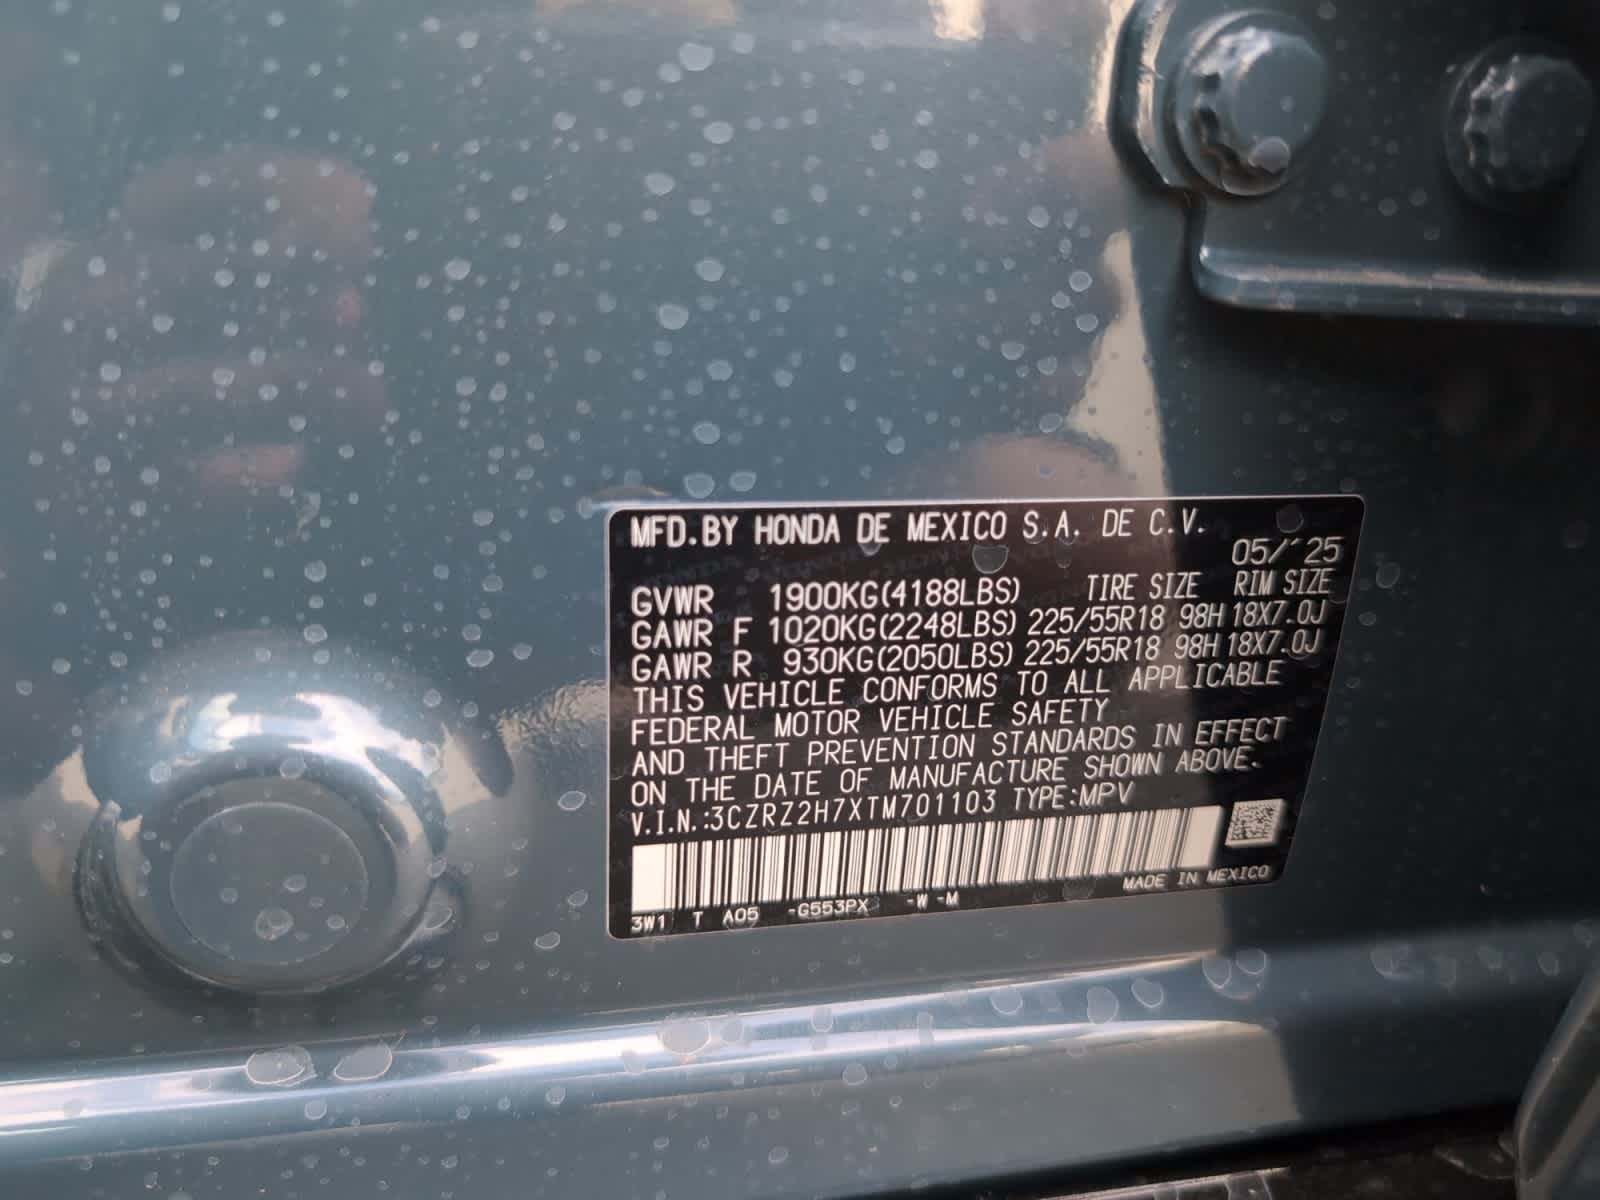 MFD.BY HONDA DE MEXICO S.A. DE C.V.
05/´25
GVWR 1900KG(4188LBS) TIRE SIZE RIM SIZE
GAWR F 1020KG(2248LBS) 225/55R18 98H 18X7.0J
GAWR R 930KG(2050LBS) 225/55R18 98H 18X7.0J
THIS VEHICLE CONFORMS TO ALL APPLICABLE
FEDERAL MOTOR VEHICLE SAFETY
AND THEFT PREVENTION STANDARDS IN EFFECT
ON THE DATE OF MANUFACTURE SHOWN ABOVE.
V.I.N.:3CZRZ2H7XTM701103 TYPE:MPV
MADE IN MEXICO
3W1 T A05 -G553PX -W -M